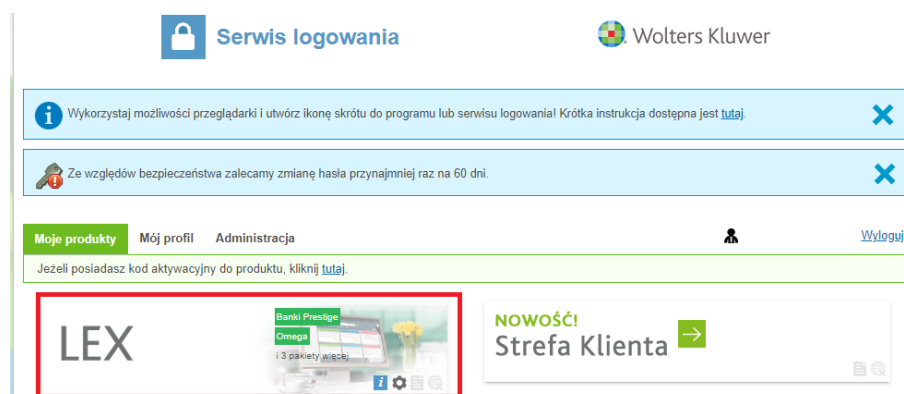 Serwis logowania
Wolters Kluwer
Wykorzystaj możliwości przeglądarki i utwórz ikonę skrótu do programu lub serwisu logowania! Krótka instrukcja dostępna jest tutaj.
Ze względów bezpieczeństwa zalecamy zmianę hasła przynajmniej raz na 60 dni.
Moje produkty Mój profil Administracja Wyloguj
Jeżeli posiadasz kod aktywacyjny do produktu, kliknij tutaj.
LEX
Banki Prestige
Omega
i 3 pakiety więcej
NOWOŚĆ!
Strefa Klienta